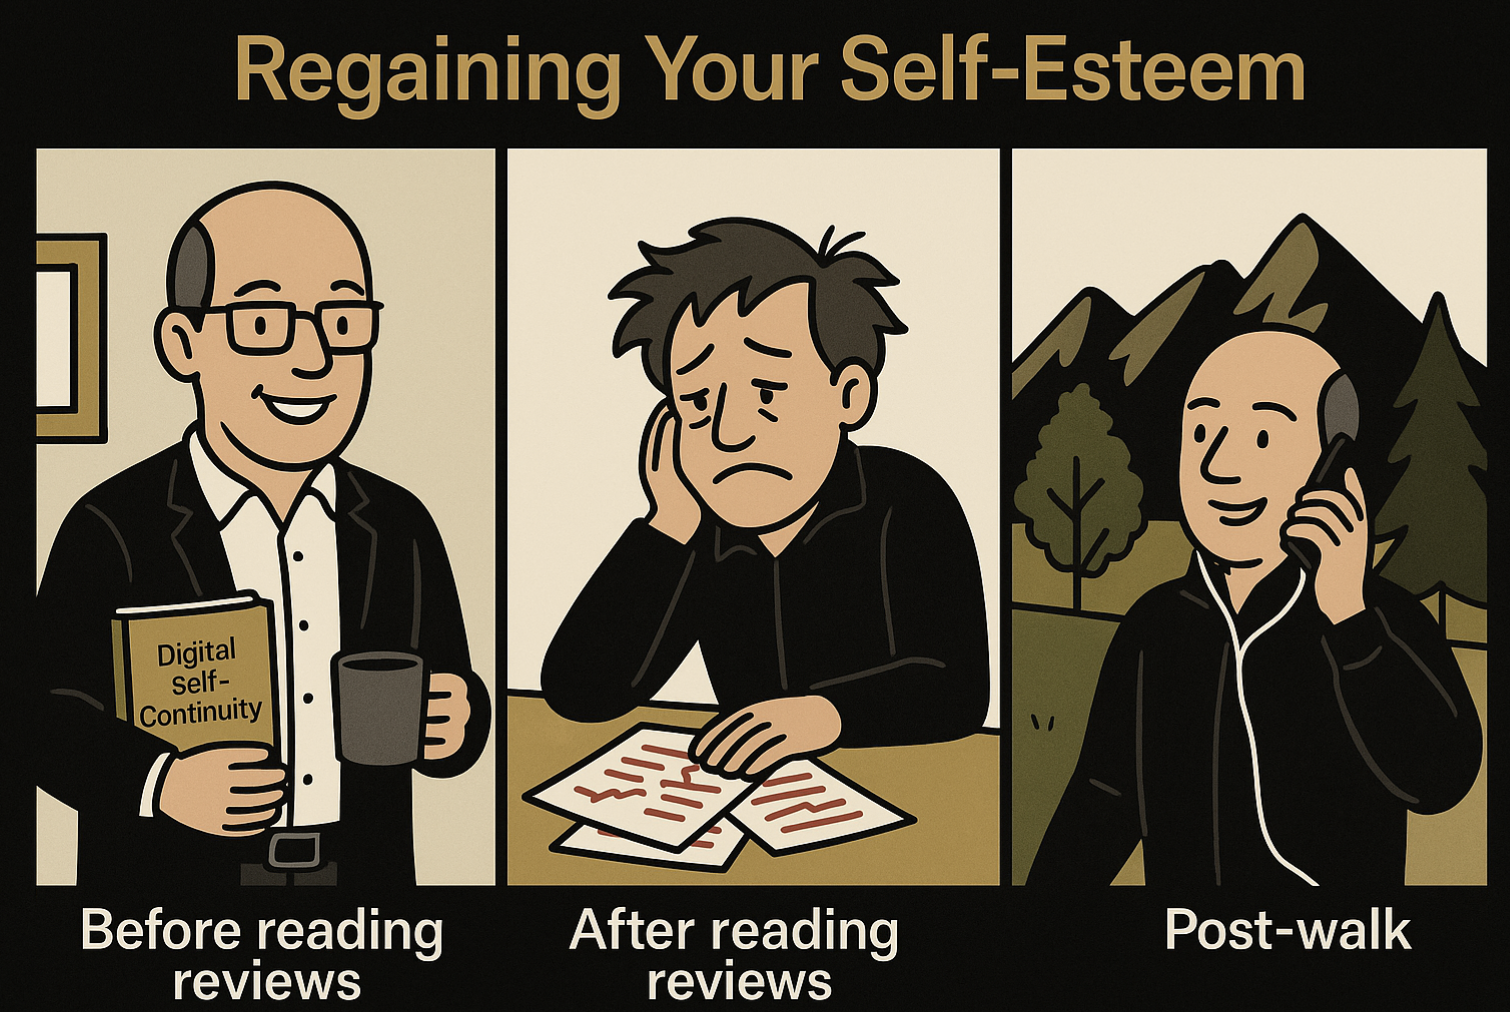 Regaining Your Self-Esteem
Digital
Self-
Continuity
Before reading
reviews
After reading
reviews
Post-walk